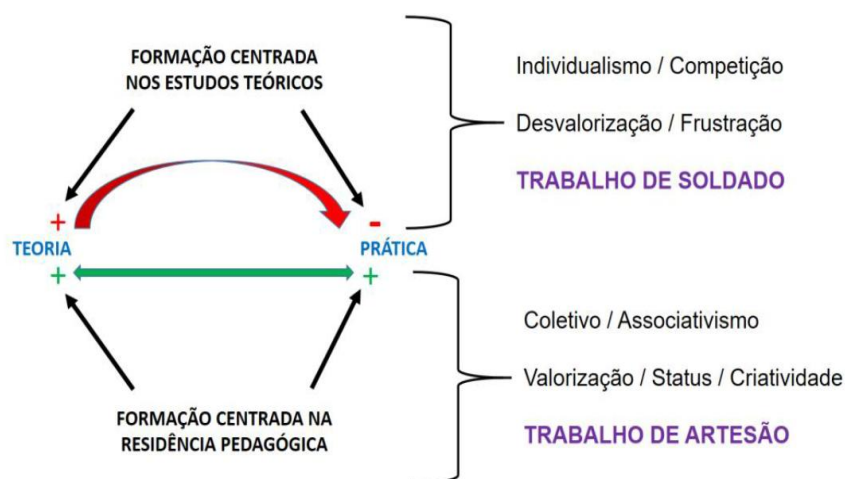 FORMAÇÃO CENTRADA
NOS ESTUDOS TEÓRICOS
+
-
TEORIA
PRÁTICA
+
+
FORMAÇÃO CENTRADA NA
RESIDÊNCIA PEDAGÓGICA
Individualismo / Competição
Desvalorização / Frustração
TRABALHO DE SOLDADO
Coletivo / Associativismo
Valorização / Status / Criatividade
TRABALHO DE ARTESÃO